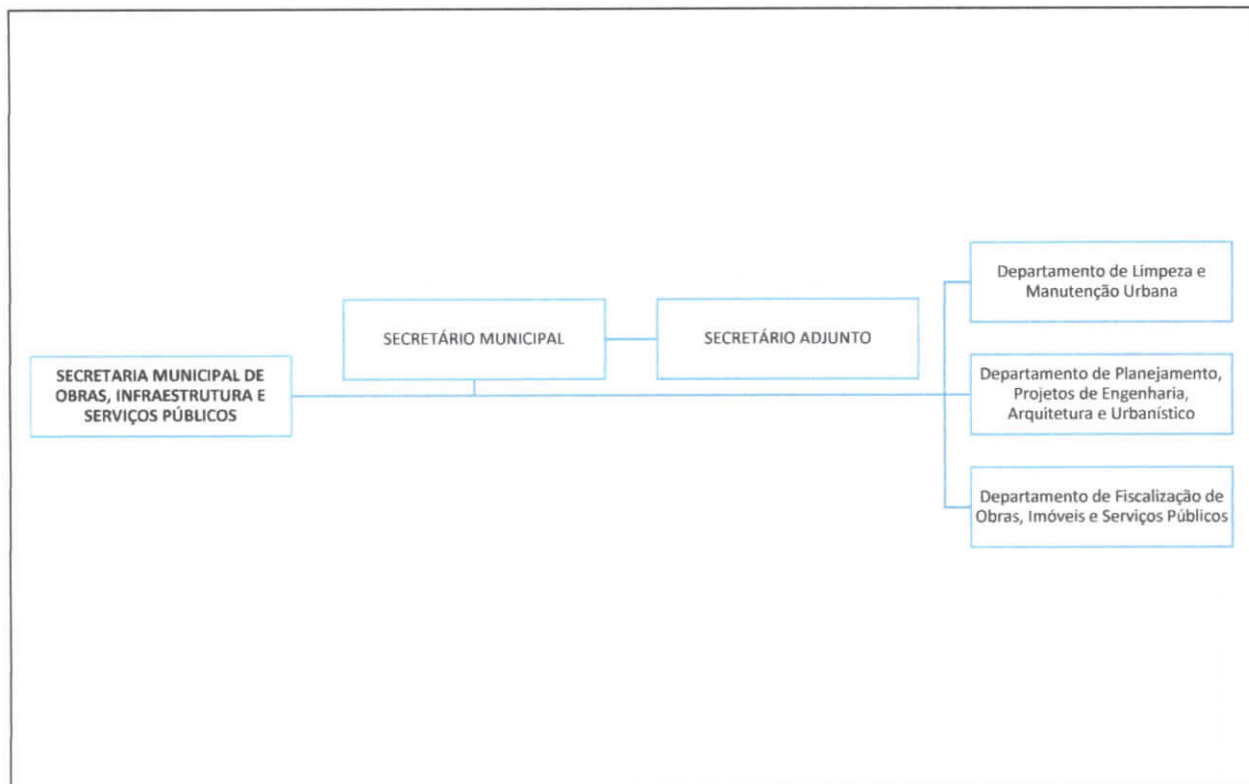 SECRETARIA MUNICIPAL DE
OBRAS, INFRAESTRUTURA E
SERVIÇOS PÚBLICOS
SECRETÁRIO MUNICIPAL
SECRETÁRIO ADJUNTO
Departamento de Limpeza e
Manutenção Urbana
Departamento de Planejamento,
Projetos de Engenharia,
Arquitetura e Urbanístico
Departamento de Fiscalização de
Obras, Imóveis e Serviços Públicos